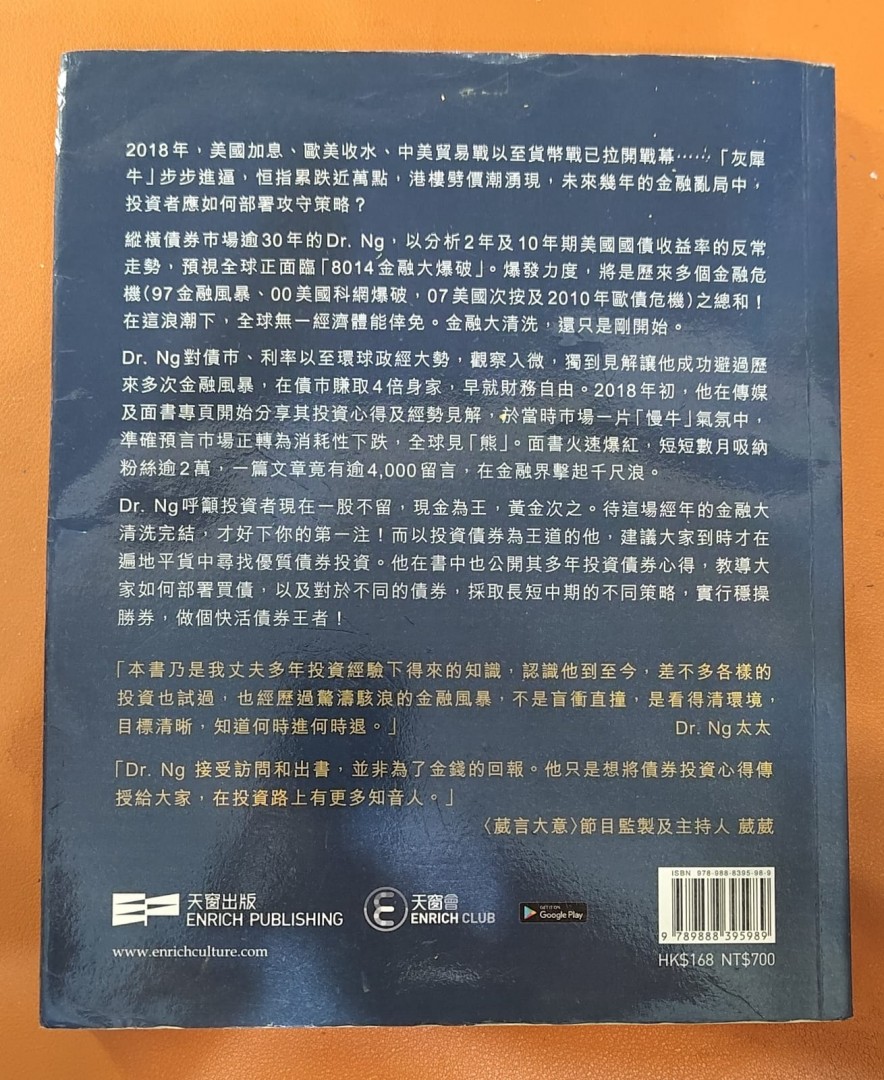 2018年，美國加息、歐美收水、中美貿易戰以至貨幣戰已拉開戰幕……「灰犀
牛」步步進逼，恒指累跌近萬點，港樓劈價潮湧現，未來幾年的金融亂局中，
投資者應如何部署攻守策略？
縱橫債券市場逾30年的Dr. Ng，以分析2年及10年期美國國債收益率的反常
走勢，預視全球正面臨「8014金融大爆破」。爆發力度，將是歷來多個金融危
機（97金融風暴、00美國科網爆破，07美國次按及2010年歐債危機）之總和！
在這浪潮下，全球無一經濟體能倖免。金融大清洗，還只是剛開始。
Dr. Ng對債市、利率以至環球政經大勢，觀察入微，獨到見解讓他成功避過歷
來多次金融風暴，在債市賺取4倍身家，早就財務自由。2018年初，他在傳媒
及面書專頁開始分享其投資心得及經勢見解，於當時市場一片「慢牛」氣氛中，
準確預言市場正轉為消耗性下跌，全球見「熊」。面書火速爆紅，短短數月吸納
粉絲逾2萬，一篇文章竟有逾4,000留言，在金融界擊起千尺浪。
Dr. Ng呼籲投資者現在一股不留，現金為王，黃金次之。待這場經年的金融大
清洗完結，才好下你的第一注！而以投資債券為王道的他，建議大家到時才在
遍地平貨中尋找優質債券投資。他在書中也公開其多年投資債券心得，教導大
家如何部署買債，以及對於不同的債券，採取長短中期的不同策略，實行穩操
勝券，做個快活債券王者！
「本書乃是我丈夫多年投資經驗下得來的知識，認識他到至今，差不多各樣的
投資也試過，也經歷過驚濤駭浪的金融風暴，不是盲衝直撞，是看得清環境，
目標清晰，知道何時進何時退。」 Dr. Ng太太
「Dr. Ng 接受訪問和出書，並非為了金錢的回報。他只是想將債券投資心得傳
授給大家，在投資路上有更多知音人。」
〈葳言大意〉節目監製及主持人 葳葳
ISBN 978-988-8395-98-9
天窗出版
ENRICH PUBLISHING
天窗會
ENRICH CLUB
GET IT ON
Google Play
9 789888 395989
www.enrichculture.com
HK$168 NT$700